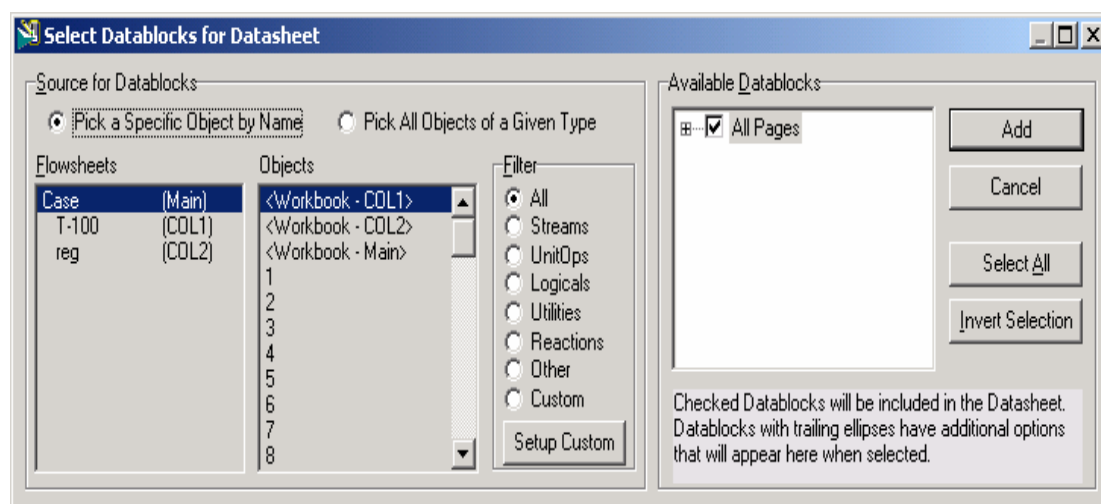 Select Datablocks for Datasheet
Source for Datablocks
Pick a Specific Object by Name
Pick All Objects of a Given Type
Flowsheets
Case (Main)
T-100 (COL1)
reg (COL2)
Objects
<Workbook - COL1>
<Workbook - COL2>
<Workbook - Main>
1
2
3
4
5
6
7
8
Filter
All
Streams
UnitOps
Logicals
Utilities
Reactions
Other
Custom
Setup Custom
Available Datablocks
All Pages
Add
Cancel
Select All
Invert Selection
Checked Datablocks will be included in the Datasheet.
Datablocks with trailing ellipses have additional options
that will appear here when selected.